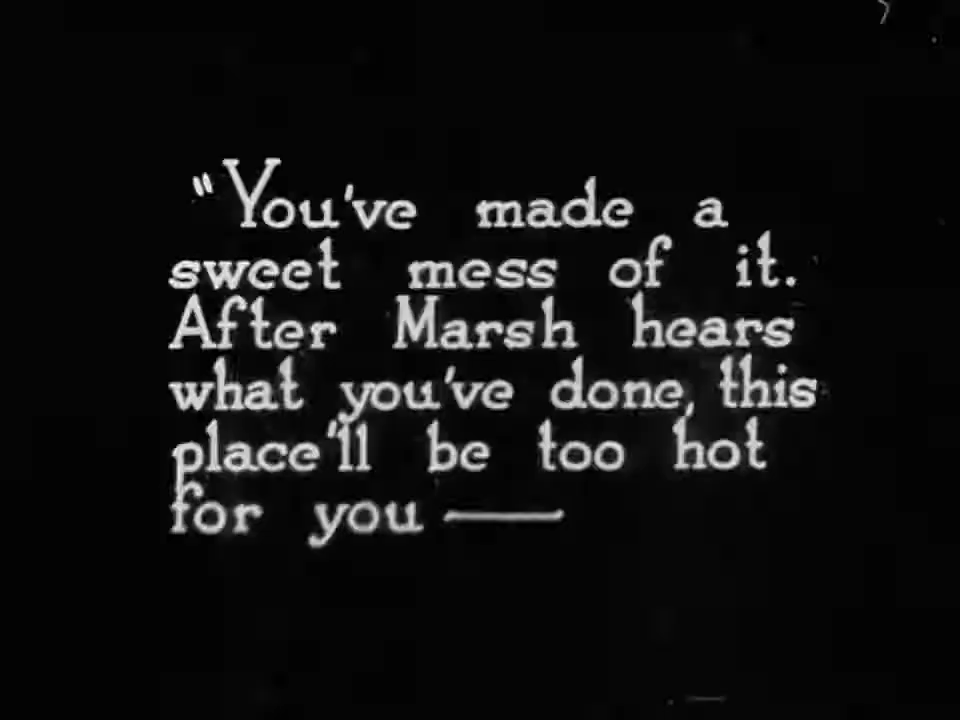 "You've made a
sweet mess of it.
After Marsh hears
what you've done, this
place'll be too hot
for you ——